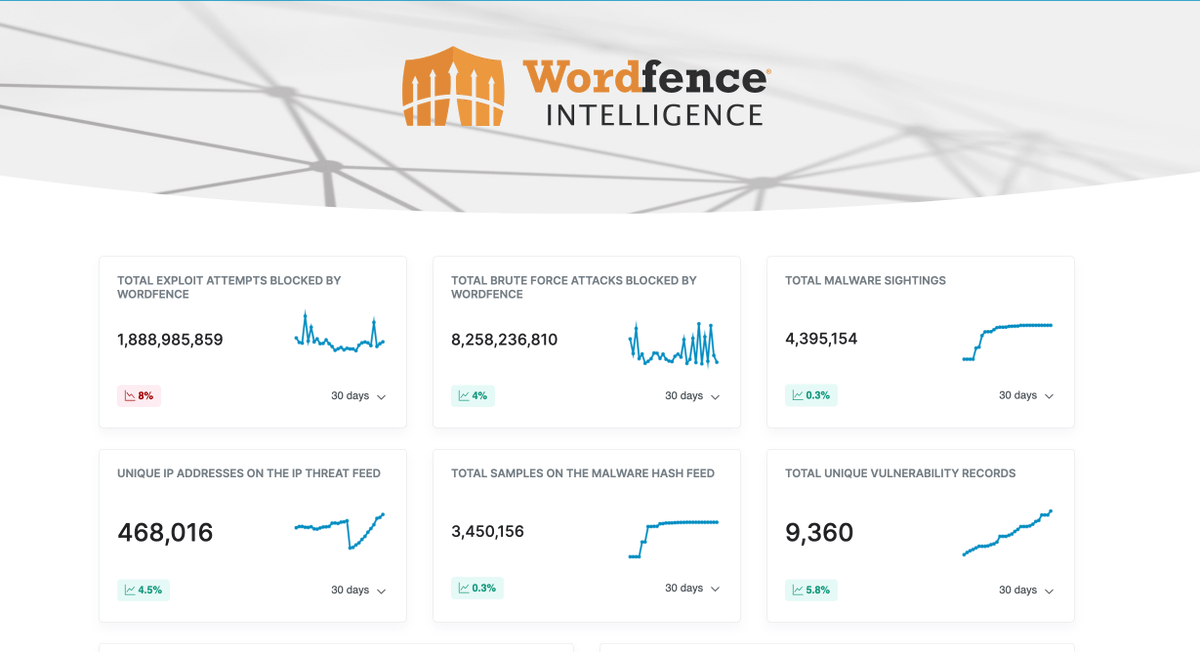 Wordfence®
INTELLIGENCE
TOTAL EXPLOIT ATTEMPTS BLOCKED BY
WORDFENCE
1,888,985,859
8%
30 days
TOTAL BRUTE FORCE ATTACKS BLOCKED BY
WORDFENCE
8,258,236,810
4%
30 days
TOTAL MALWARE SIGHTINGS
4,395,154
0.3%
30 days
UNIQUE IP ADDRESSES ON THE IP THREAT FEED
468,016
4.5%
30 days
TOTAL SAMPLES ON THE MALWARE HASH FEED
3,450,156
0.3%
30 days
TOTAL UNIQUE VULNERABILITY RECORDS
9,360
5.8%
30 days